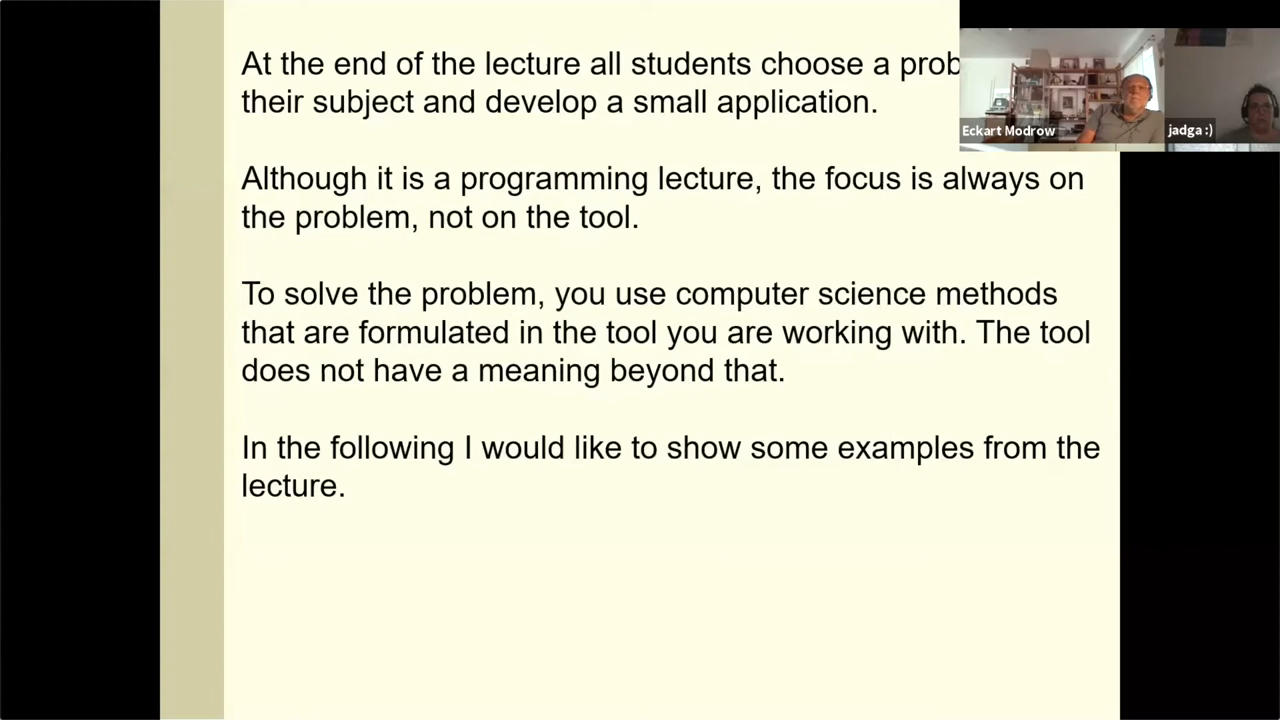 At the end of the lecture all students choose a
their subject and develop a small application.
Although it is a programming lecture, the focus is always on
the problem, not on the tool.
To solve the problem, you use computer science methods
that are formulated in the tool you are working with. The tool
does not have a meaning beyond that.
In the following I would like to show some examples from the
lecture.
Eckart Modrow
jadga :)